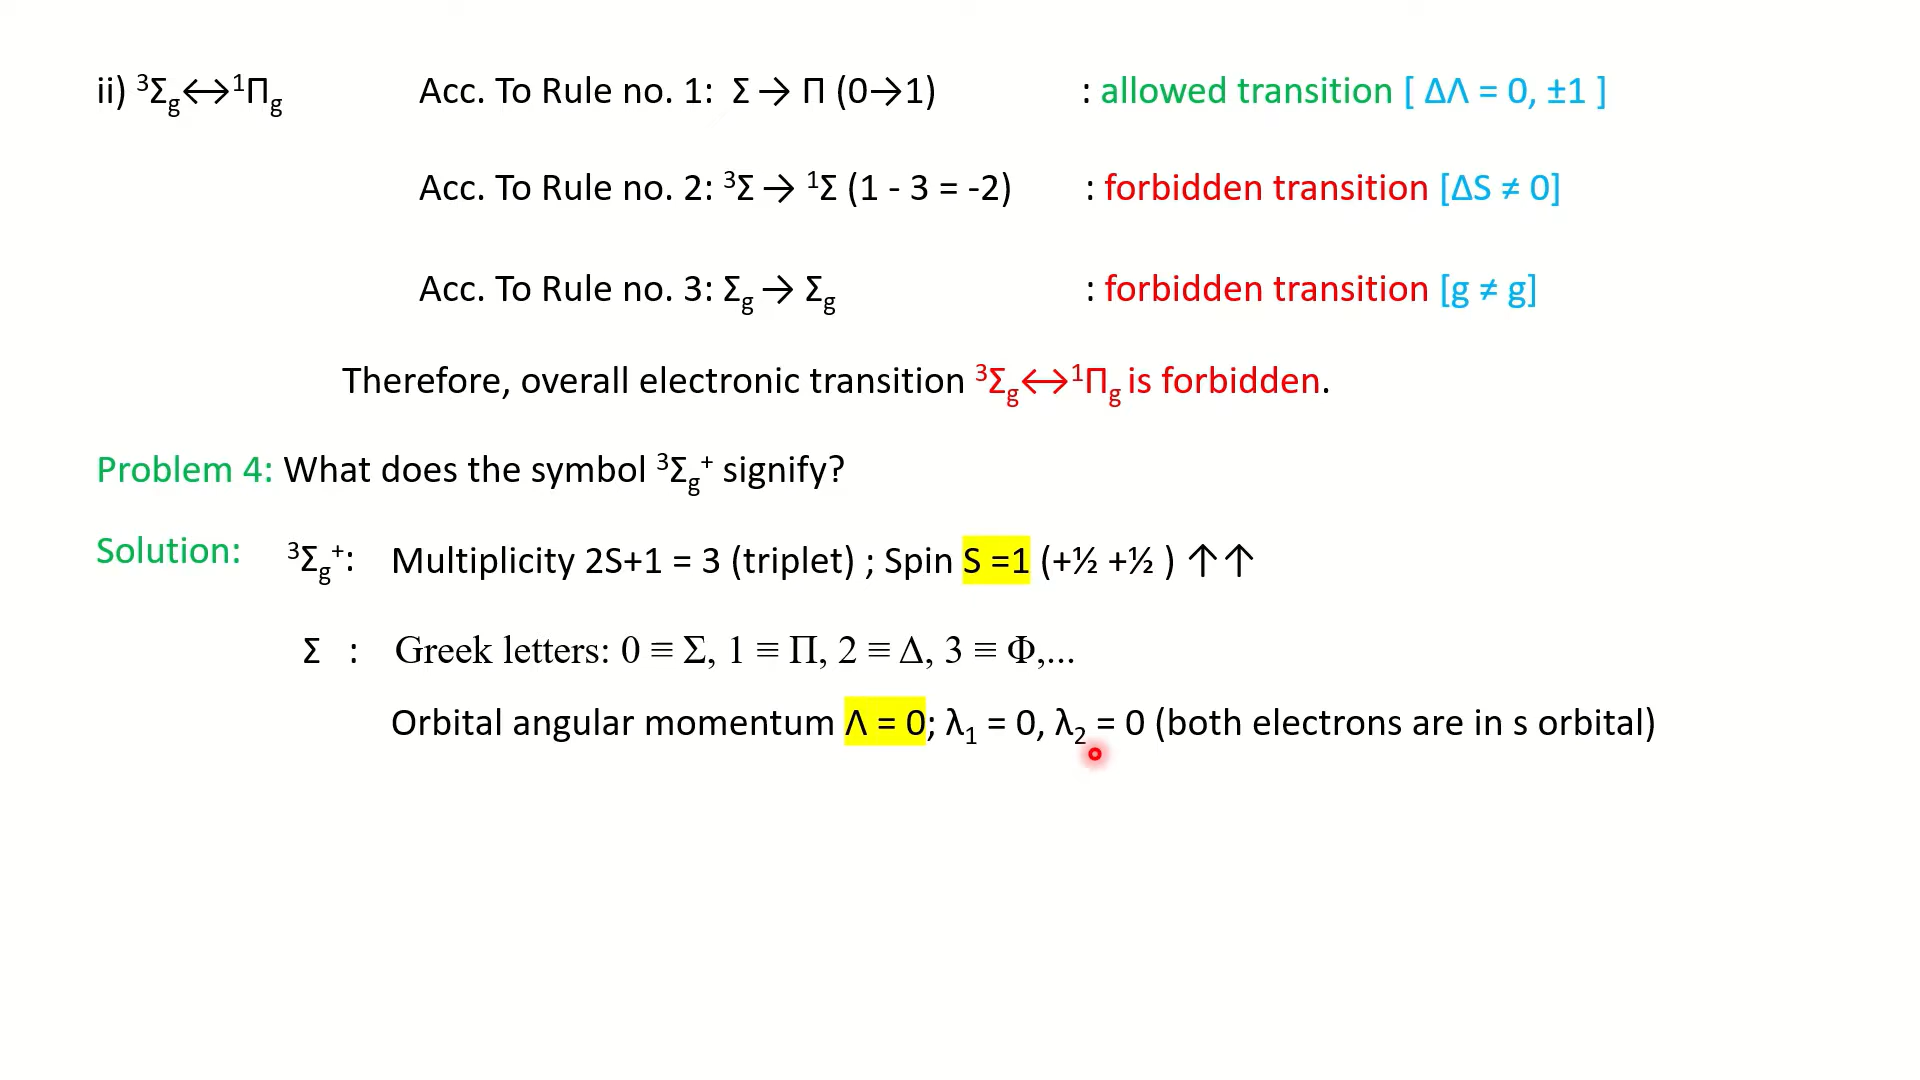 ii) ³Σg↔¹Πg Acc. To Rule no. 1: Σ → Π (0→1) : allowed transition [ ΔΛ = 0, ±1 ]
Acc. To Rule no. 2: ³Σ → ¹Σ (1 - 3 = -2) : forbidden transition [ΔS ≠ 0]
Acc. To Rule no. 3: Σg → Σg : forbidden transition [g ≠ g]
Therefore, overall electronic transition ³Σg↔¹Πg is forbidden.
Problem 4: What does the symbol ³Σg⁺ signify?
Solution: ³Σg⁺: Multiplicity 2S+1 = 3 (triplet) ; Spin S =1 (+½ +½ ) ↑↑
Σ : Greek letters: 0 ≡ Σ, 1 ≡ Π, 2 ≡ Δ, 3 ≡ Φ,...
Orbital angular momentum Λ = 0; λ₁ = 0, λ₂ = 0 (both electrons are in s orbital)